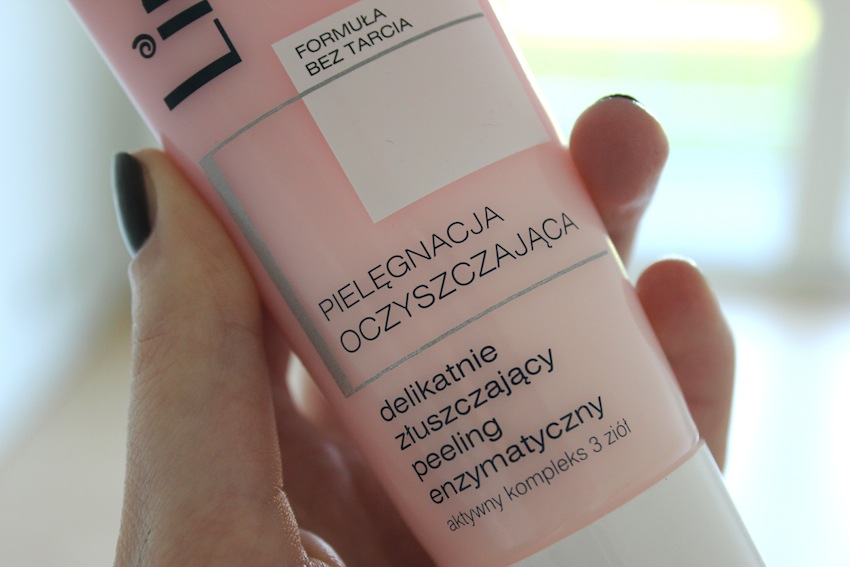 FORMUŁA
BEZ TARCIA
PIELĘGNACJA
OCZYSZCZAJĄCA
delikatnie
złuszczający
peeling
enzymatyczny
aktywny kompleks 3 ziół